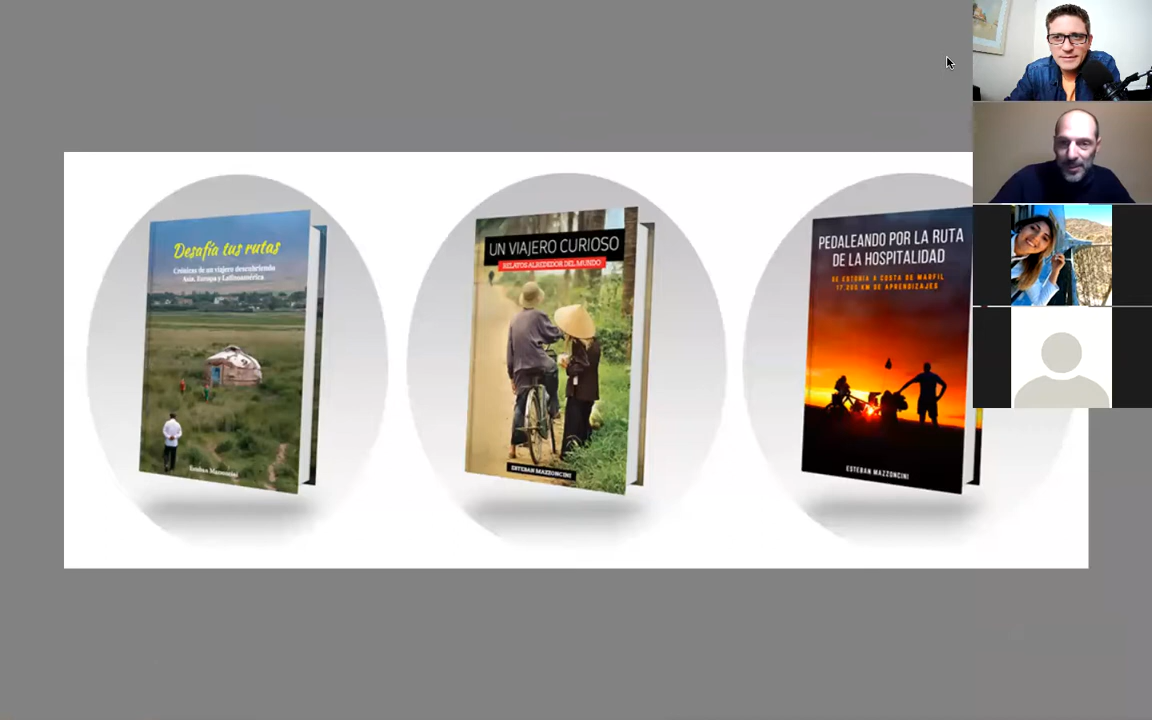 Desafía tus rutas
Crónicas de un viajero descubriendo
Asia, Europa y Latinoamérica
Esteban Mazzoncini
UN VIAJERO CURIOSO
RELATOS ALREDEDOR DEL MUNDO
ESTEBAN MAZZONCINI
PEDALEANDO POR LA RUTA
DE LA HOSPITALIDAD
DE ESTONIA A COSTA DE MARFIL
17.200 KM DE APRENDIZAJES
ESTEBAN MAZZONCINI